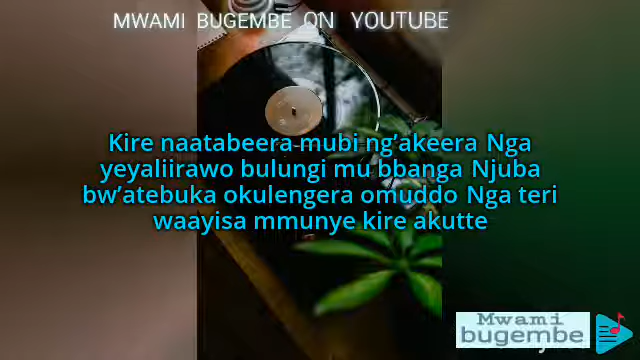 MWAMI BUGEMBE ON YOUTUBE
Kire naatabeera mubi ng’akeera Nga
yeyaliirawo bulungi mu bbanga Njuba
bw’atebuka okulengera omuddo Nga teri
waayisa mmunye kire akutte
Mwami
bugembe